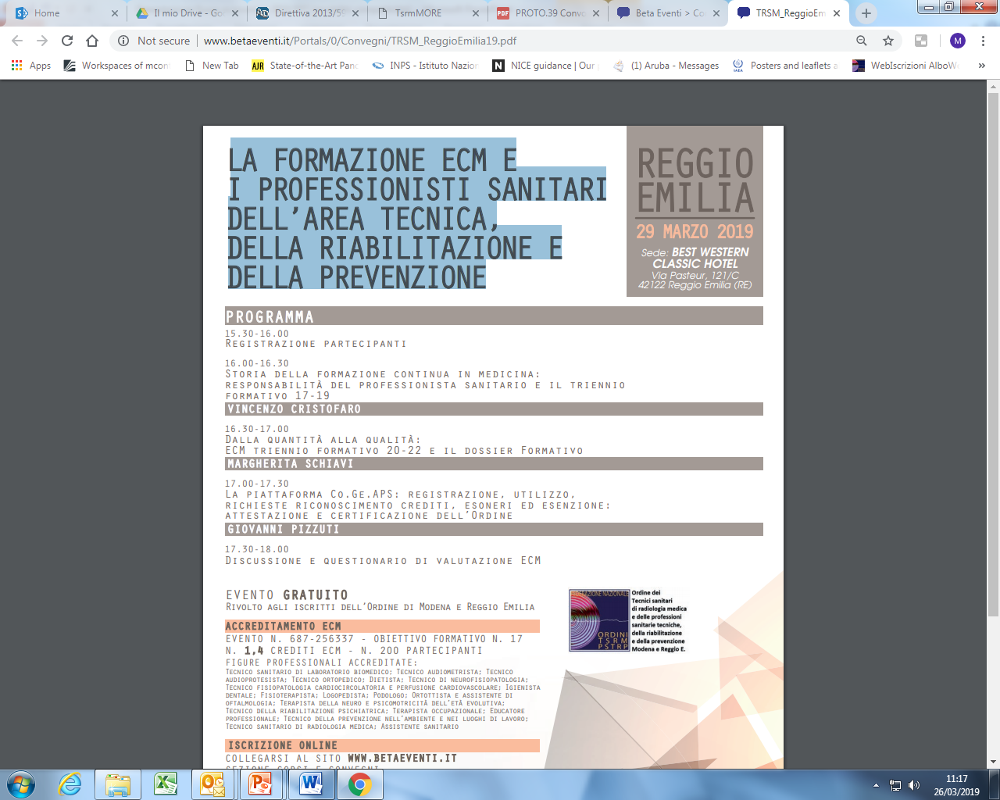 Home
Il mio Drive - Go
Direttiva 2013/59
TsrmMORE
PROTO.39 Convo
Beta Eventi > Co
TRSM_ReggioEm
Not secure | www.betaeventi.it/Portals/0/Convegni/TRSM_ReggioEmilia19.pdf
M
Apps
Workspaces of mcon
New Tab
State-of-the-Art Pan
INPS - Istituto Nazion
NICE guidance | Our
(1) Aruba - Messages
Posters and leaflets a
WebIscrizioni AlboWe
LA FORMAZIONE ECM E
I PROFESSIONISTI SANITARI
DELL'AREA TECNICA,
DELLA RIABILITAZIONE E
DELLA PREVENZIONE
REGGIO
EMILIA
29 MARZO 2019
Sede: BEST WESTERN
CLASSIC HOTEL
Via Pasteur, 121/C
42122 Reggio Emilia (RE)
PROGRAMMA
15.30-16.00
Registrazione partecipanti
16.00-16.30
Storia della formazione continua in medicina:
responsabilità del professionista sanitario e il triennio
formativo 17-19
VINCENZO CRISTOFARO
16.30-17.00
Dalla quantità alla qualità:
ECM triennio formativo 20-22 e il dossier Formativo
MARGHERITA SCHIAVI
17.00-17.30
La piattaforma Co.Ge.APS: registrazione, utilizzo,
richieste riconoscimento crediti, esoneri ed esenzione:
attestazione e certificazione dell'Ordine
GIOVANNI PIZZUTI
17.30-18.00
Discussione e questionario di valutazione ECM
EVENTO GRATUITO
Rivolto agli iscritti dell'Ordine di Modena e Reggio Emilia
ACCREDITAMENTO ECM
EVENTO N. 687-256337 - OBIETTIVO FORMATIVO N. 17
N. 1,4 CREDITI ECM - N. 200 PARTECIPANTI
FIGURE PROFESSIONALI ACCREDITATE:
Tecnico sanitario di laboratorio biomedico; Tecnico audiometrista; Tecnico
audioprotesista; Tecnico ortopedico; Dietista; Tecnico di neurofisiopatologia;
Tecnico fisiopatologia cardiocircolatoria e perfusione cardiovascolare; Igienista
dentale; Fisioterapista; Logopedista; Podologo; Ortottista e assistente di
oftalmologia; Terapista della neuro e psicomotricità dell'età evolutiva;
Tecnico della riabilitazione psichiatrica; Terapista occupazionale; Educatore
professionale; Tecnico della prevenzione nell'ambiente e nei luoghi di lavoro;
Tecnico sanitario di radiologia medica; Assistente sanitario
ISCRIZIONE ONLINE
COLLEGARSI AL SITO WWW.BETAEVENTI.IT
SEZIONE CORSI E CONVEGNI
FEDERAZIONE NAZIONALE
ORDINI
TSRM
PSTRP
Ordine dei
Tecnici sanitari
di radiologia medica
e delle professioni
sanitarie tecniche,
della riabilitazione
e della prevenzione
Modena e Reggio E.
11:17
26/03/2019